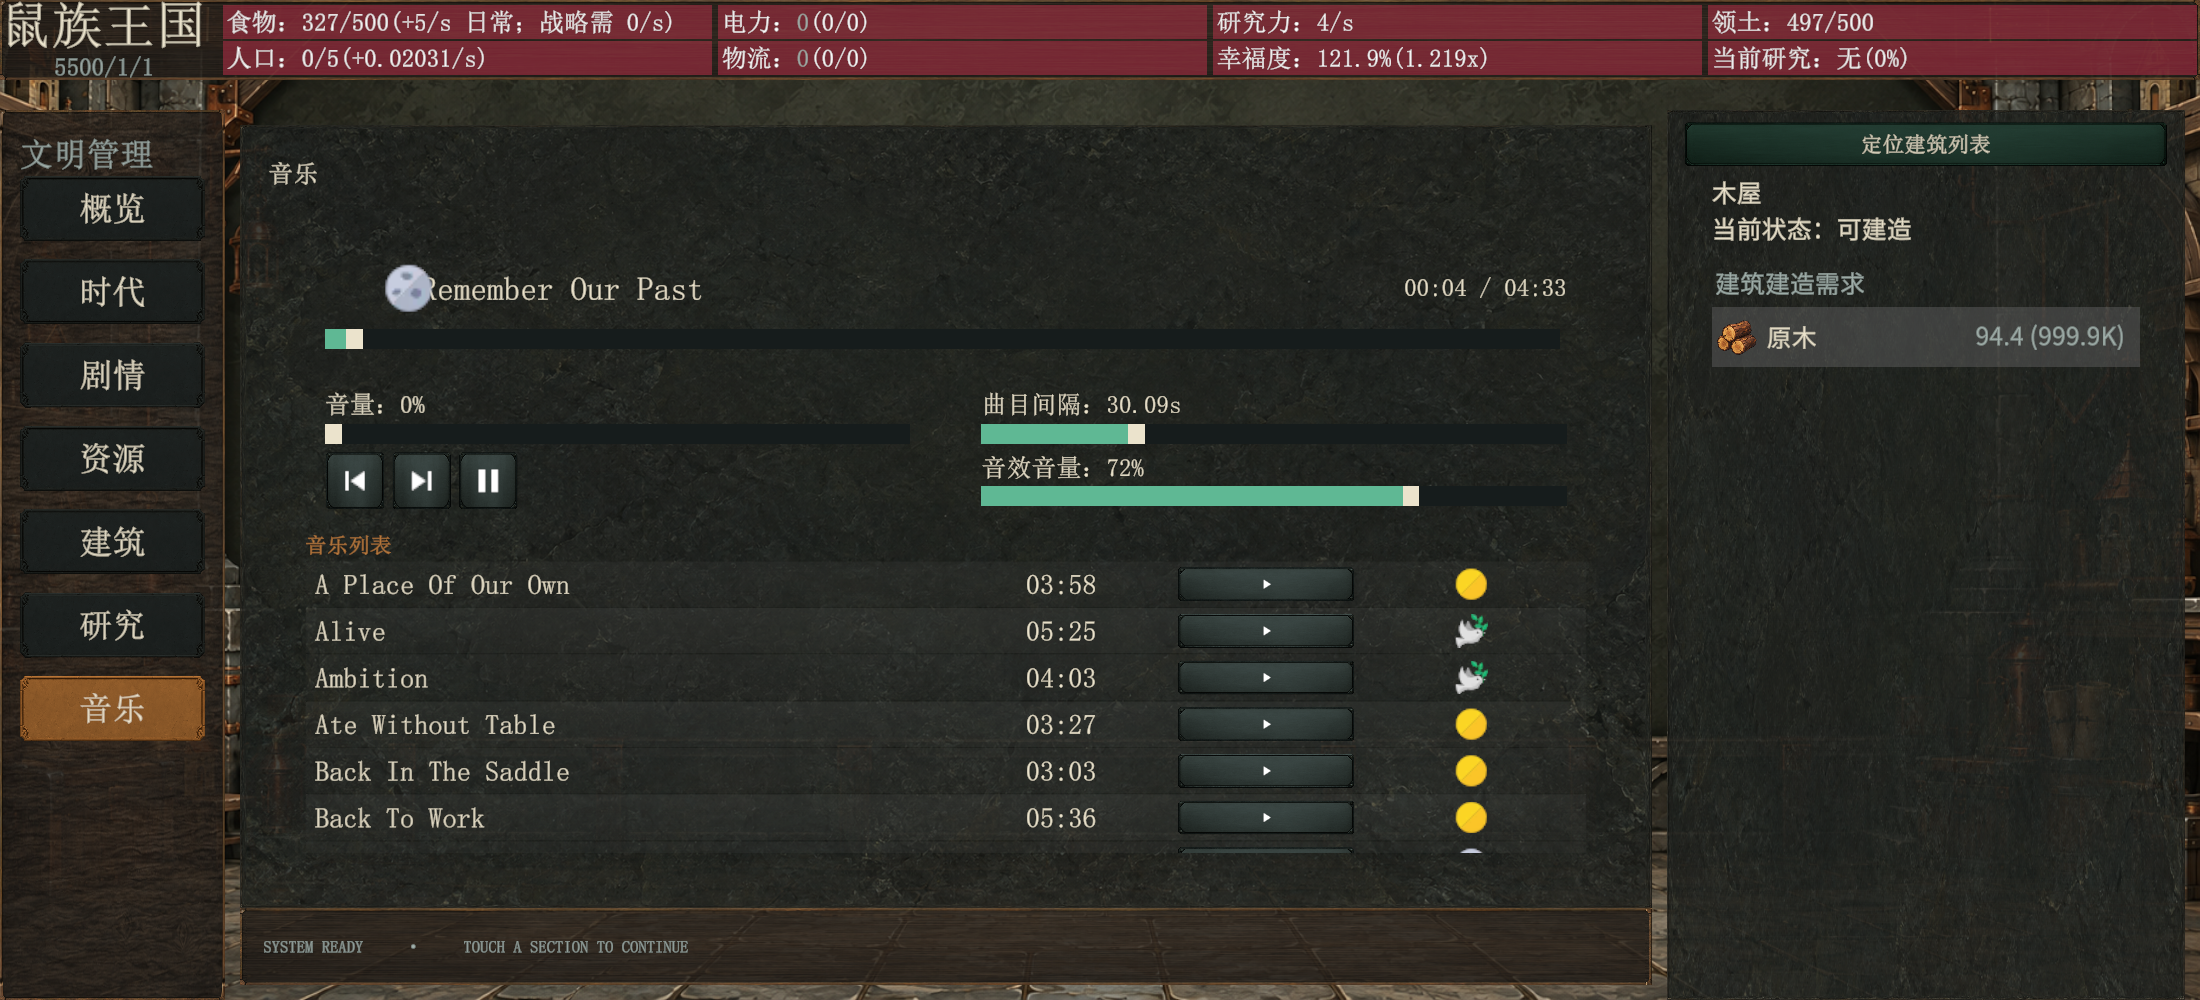 鼠族王国
5500/1/1
食物: 327/500(+5/s 日常; 战略需 0/s)
人口: 0/5(+0.02031/s)
电力: 0(0/0)
物流: 0(0/0)
研究力: 4/s
幸福度: 121.9%(1.219x)
领土: 497/500
当前研究: 无(0%)
文明管理
概览
时代
剧情
资源
建筑
研究
音乐
音乐
Remember Our Past
00:04 / 04:33
音量: 0%
曲目间隔: 30.09s
音效音量: 72%
音乐列表
A Place Of Our Own 03:58
Alive 05:25
Ambition 04:03
Ate Without Table 03:27
Back In The Saddle 03:03
Back To Work 05:36
SYSTEM READY • TOUCH A SECTION TO CONTINUE
定位建筑列表
木屋
当前状态: 可建造
建筑建造需求
原木 94.4 (999.9K)